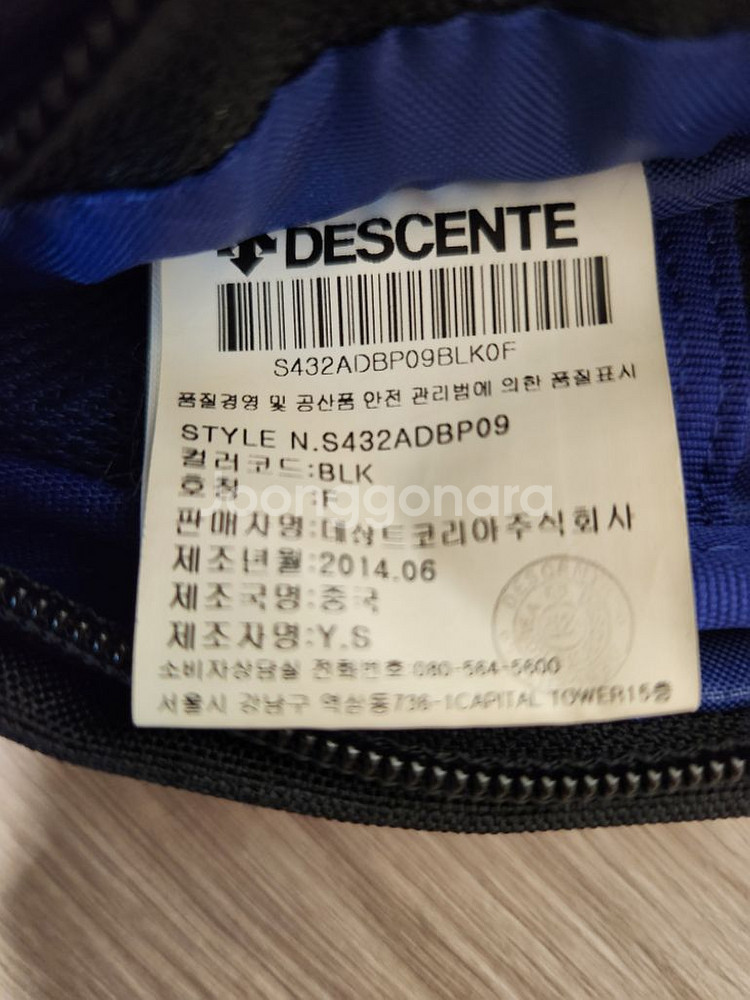 DESCENTE
S432ADBP09BLK0F
품질경영 및 공산품 안전 관리법에 의한 품질표시
STYLE N.S432ADBP09
컬러코드:BLK
호칭 :F
joonggonara
판매자명:데상트코리아주식회사
제조년월:2014.06
제조국명:중국
제조자명:Y.S
소비자상담실 전화번호 080-564-5600
서울시 강남구 역삼동736-1CAPITAL TOWER15층
DESCENTE